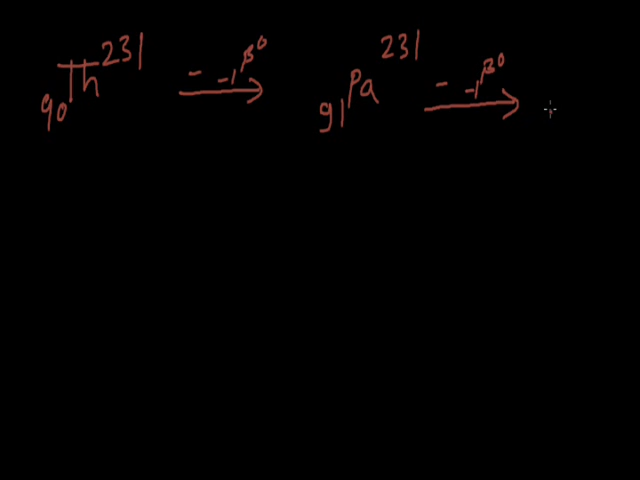 ₉₀Th²³¹ – ₋₁β⁰ → ₉₁Pa²³¹ – ₋₁β⁰ →